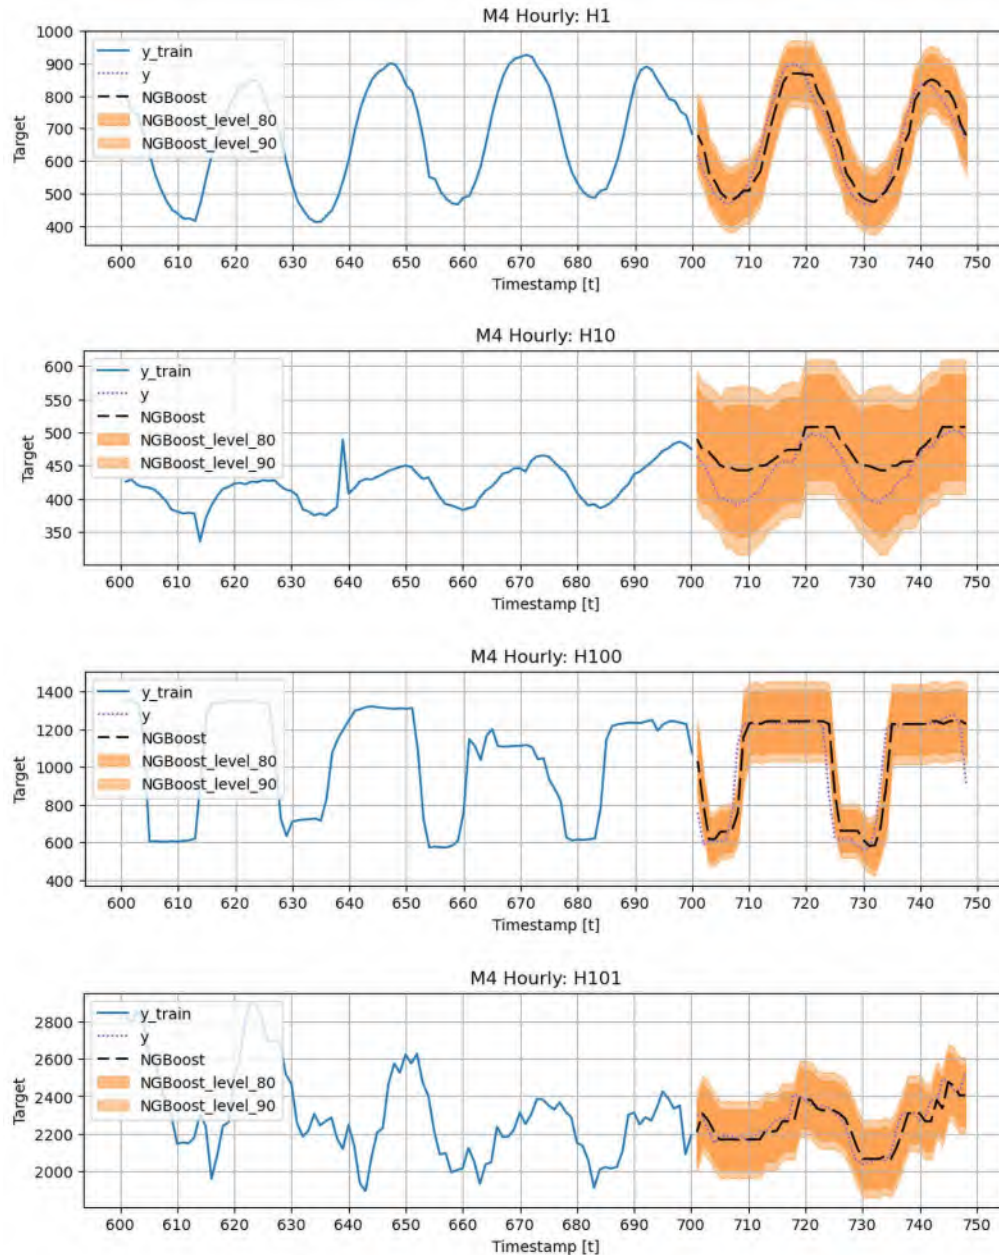 M4 Hourly: H1
1000
900
800
700
600
500
400
Target
y_train
y
NGBoost
NGBoost_level_80
NGBoost_level_90
600 610 620 630 640 650 660 670 680 690 700 710 720 730 740 750
Timestamp [t]
M4 Hourly: H10
600
550
500
450
400
350
Target
y_train
y
NGBoost
NGBoost_level_80
NGBoost_level_90
600 610 620 630 640 650 660 670 680 690 700 710 720 730 740 750
Timestamp [t]
M4 Hourly: H100
1400
1200
1000
800
600
400
Target
y_train
y
NGBoost
NGBoost_level_80
NGBoost_level_90
600 610 620 630 640 650 660 670 680 690 700 710 720 730 740 750
Timestamp [t]
M4 Hourly: H101
2800
2600
2400
2200
2000
Target
y_train
y
NGBoost
NGBoost_level_80
NGBoost_level_90
600 610 620 630 640 650 660 670 680 690 700 710 720 730 740 750
Timestamp [t]